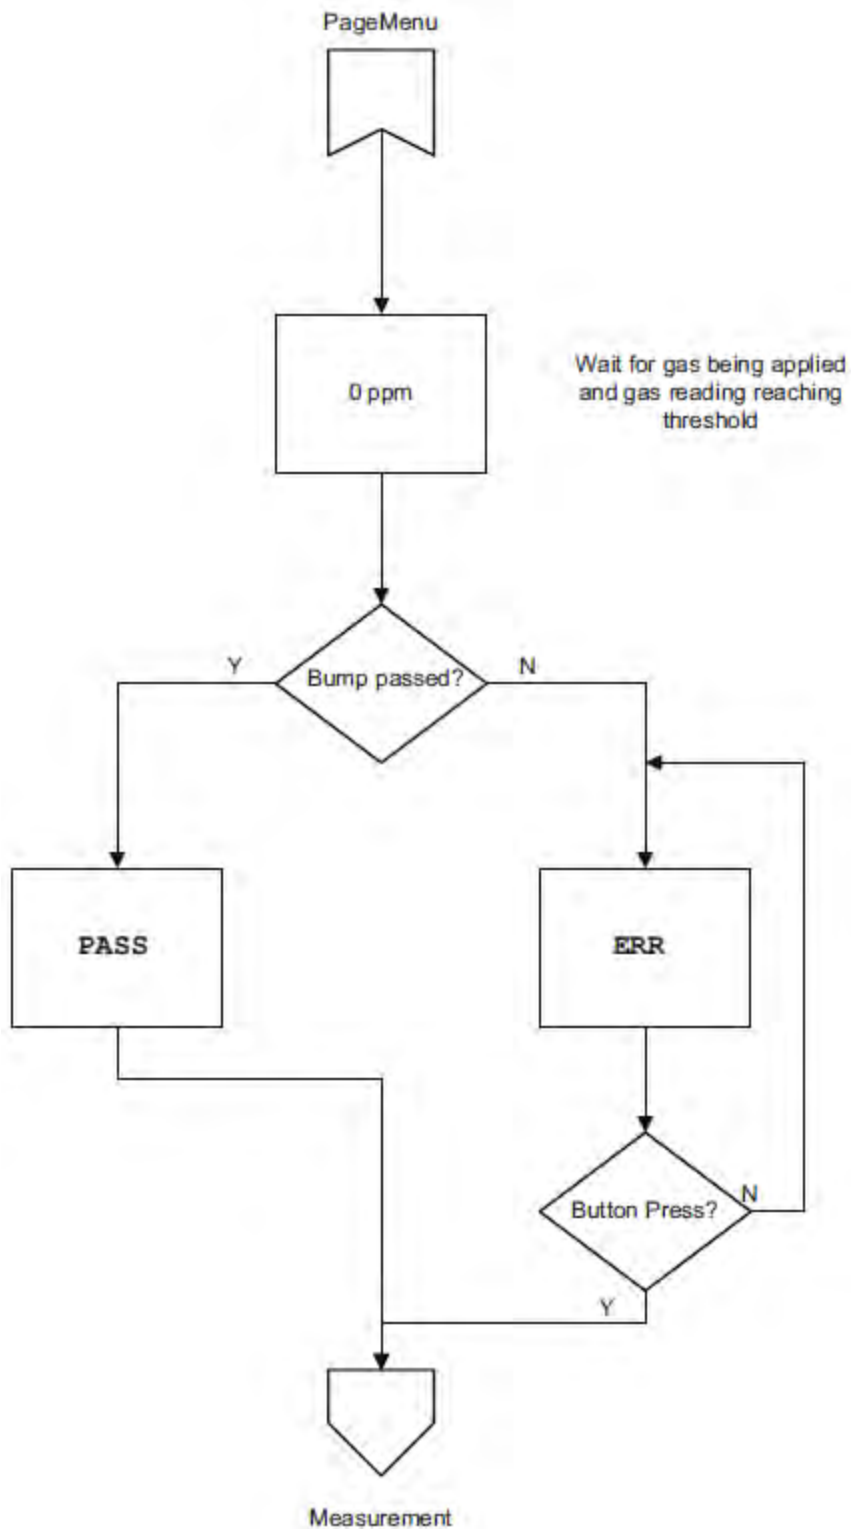 PageMenu
0 ppm
Wait for gas being applied
and gas reading reaching
threshold
Y
Bump passed?
N
PASS
ERR
Button Press?
N
Y
Measurement